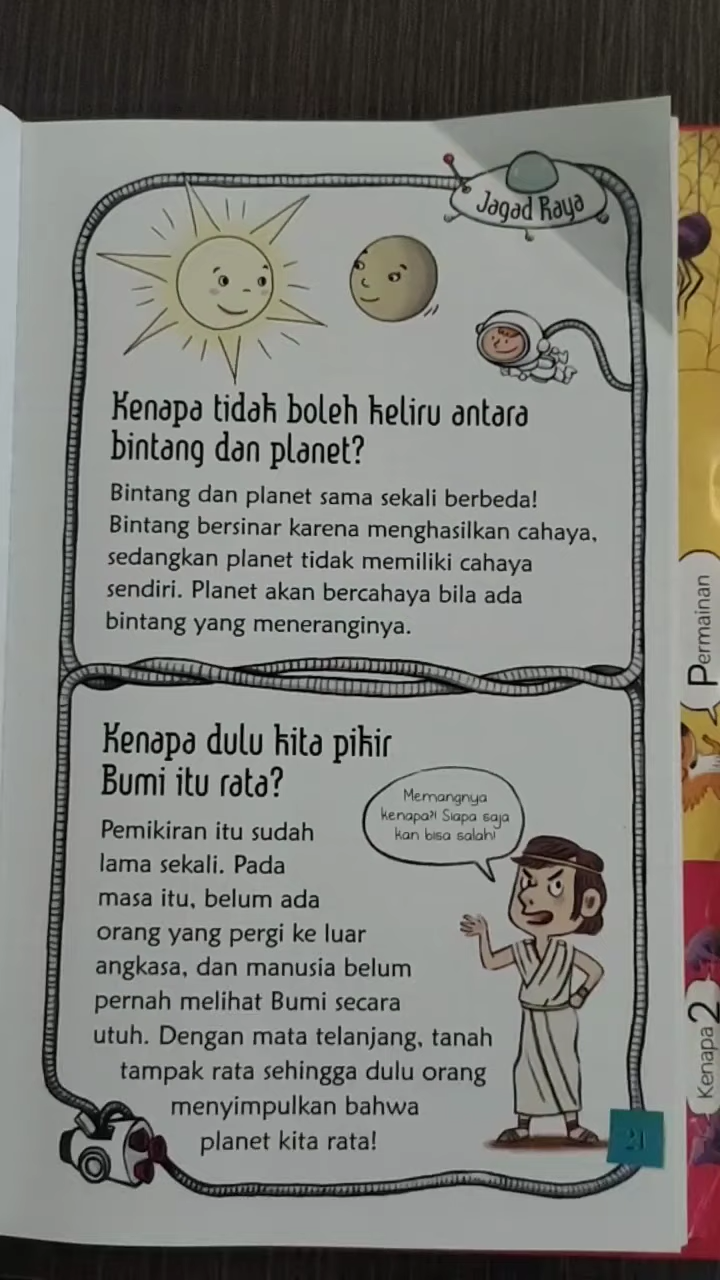 Jagad Raya
Kenapa tidak boleh keliru antara
bintang dan planet?
Bintang dan planet sama sekali berbeda!
Bintang bersinar karena menghasilkan cahaya,
sedangkan planet tidak memiliki cahaya
sendiri. Planet akan bercahaya bila ada
bintang yang meneranginya.
Kenapa dulu kita pikir
Bumi itu rata?
Pemikiran itu sudah
lama sekali. Pada
masa itu, belum ada
orang yang pergi ke luar
angkasa, dan manusia belum
pernah melihat Bumi secara
utuh. Dengan mata telanjang, tanah
tampak rata sehingga dulu orang
menyimpulkan bahwa
planet kita rata!
Memangnya
kenapa?! Siapa saja
kan bisa salah!
21
Permainan
Kenapa 2